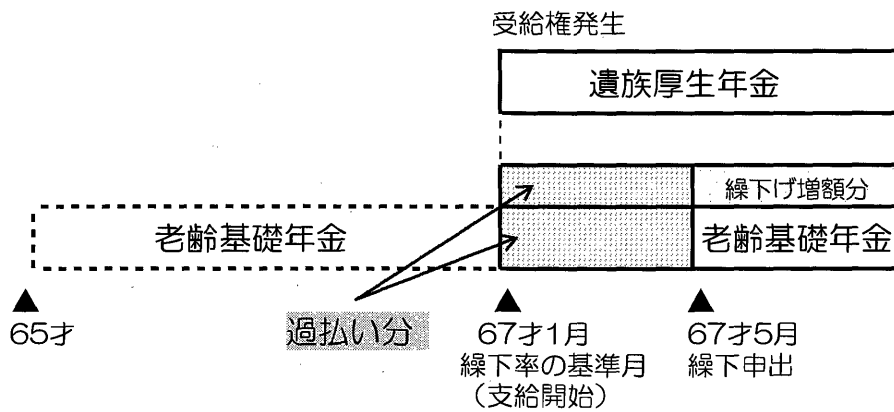 受給権発生
遺族厚生年金
繰下げ増額分
老齢基礎年金
老齢基礎年金
過払い分
65才
67才1月
繰下率の基準月
（支給開始）
67才5月
繰下申出